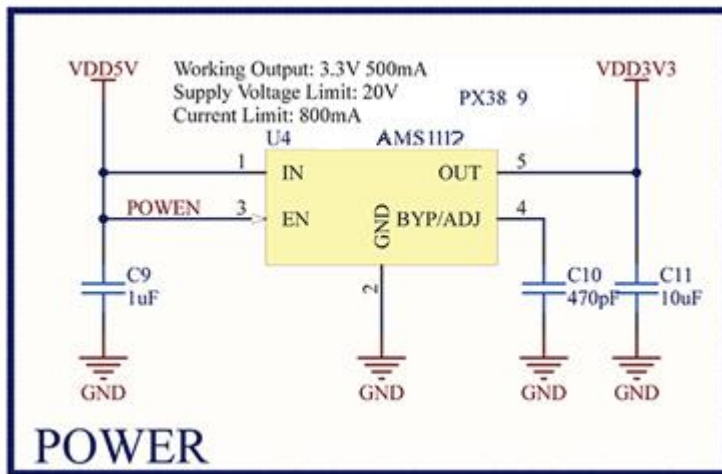 VDD5V
Working Output: 3.3V 500mA
Supply Voltage Limit: 20V
Current Limit: 800mA
PX38 9
VDD3V3
U4
AMS1112
1
IN
OUT
5
POWEN
3
EN
GND
BYP/ADJ
4
2
C9
1uF
C10
470pF
C11
10uF
GND
GND
GND
GND
POWER